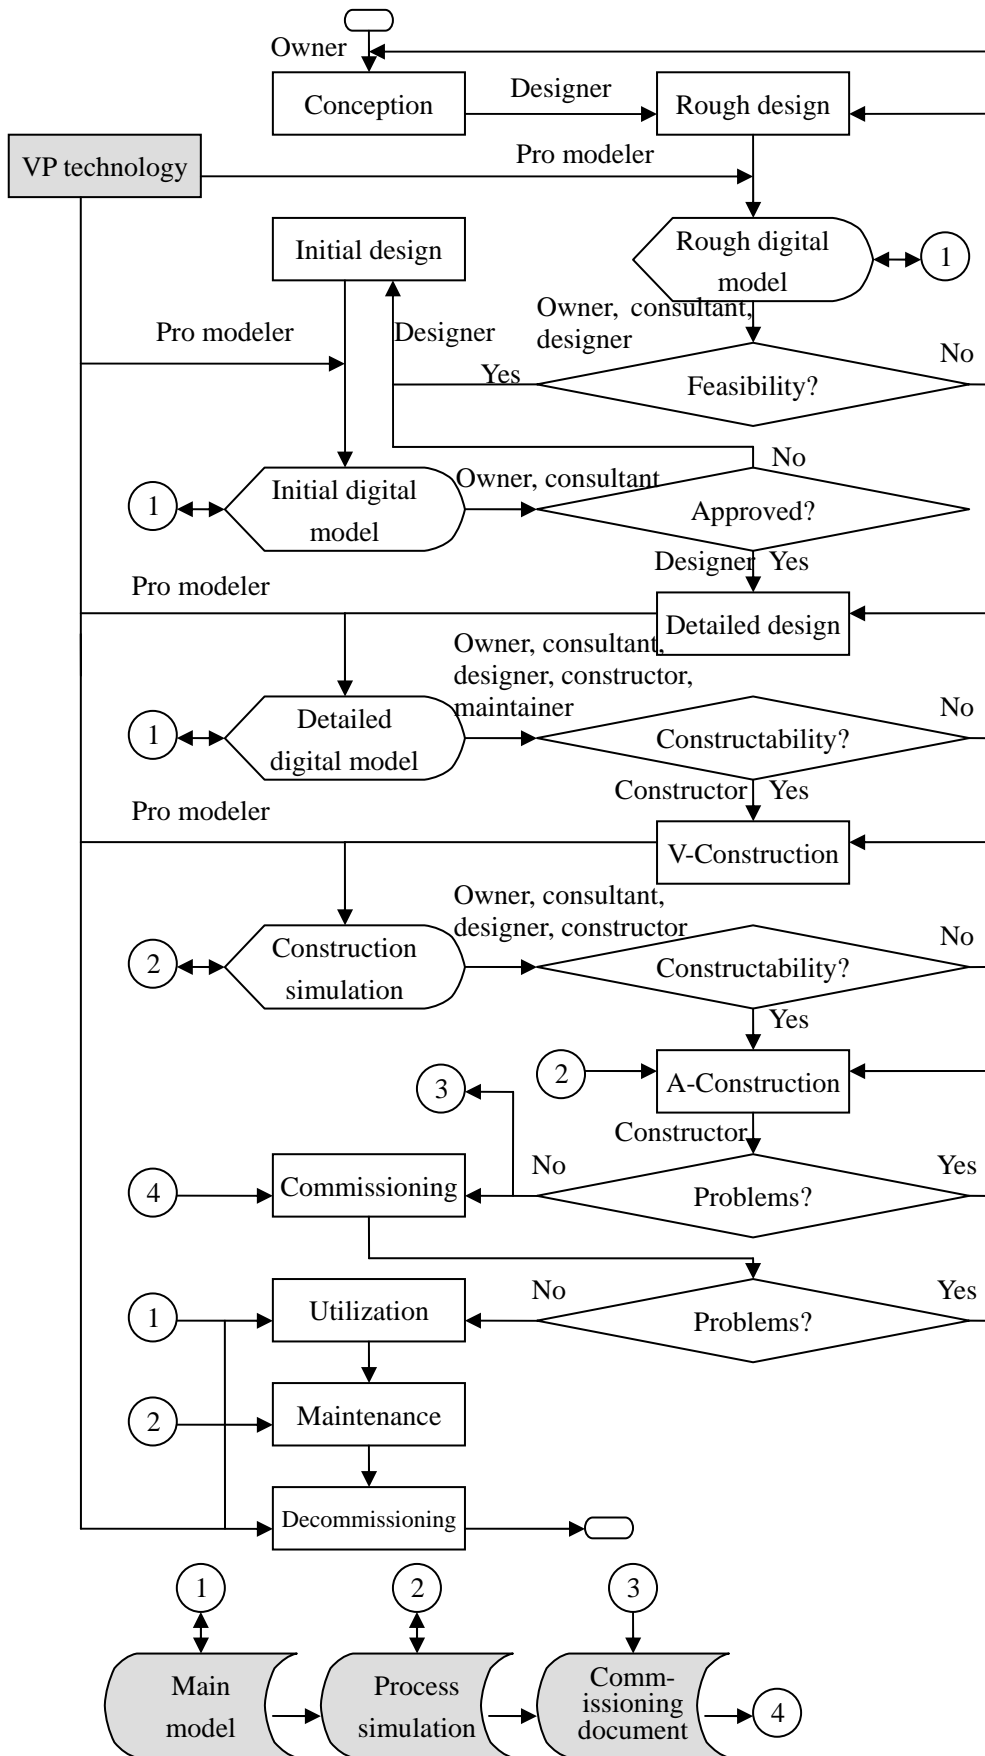 Owner
Conception
Designer
Rough design
VP technology
Pro modeler
Initial design
Rough digital
model
1
Owner, consultant,
designer
Pro modeler
Designer
Yes
Feasibility?
No
No
1
Initial digital
model
Owner, consultant
Approved?
Designer
Yes
Pro modeler
Detailed design
Owner, consultant,
designer, constructor,
maintainer
1
Detailed
digital model
Constructability?
No
Constructor
Yes
Pro modeler
V-Construction
Owner, consultant,
designer, constructor
2
Construction
simulation
Constructability?
No
Yes
3
2
A-Construction
Constructor
4
Commissioning
No
Problems?
Yes
1
Utilization
No
Problems?
Yes
2
Maintenance
Decommissioning
1
2
3
Main
model
Process
simulation
Comm-
issioning
document
4